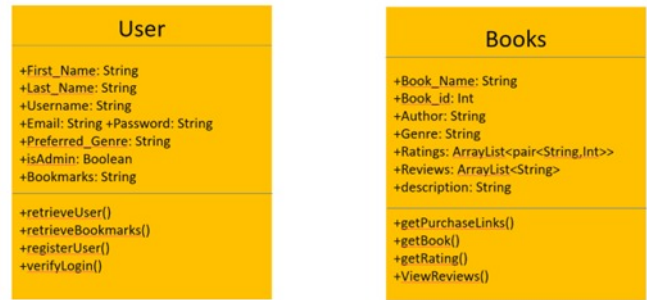 User
+First_Name: String
+Last_Name: String
+Username: String
+Email: String +Password: String
+Preferred_Genre: String
+isAdmin: Boolean
+Bookmarks: String
+retrieveUser()
+retrieveBookmarks()
+registerUser()
+verifyLogin()
Books
+Book_Name: String
+Book_id: Int
+Author: String
+Genre: String
+Ratings: ArrayList<pair<String,Int>>
+Reviews: ArrayList<String>
+description: String
+getPurchaseLinks()
+getBook()
+getRating()
+ViewReviews()